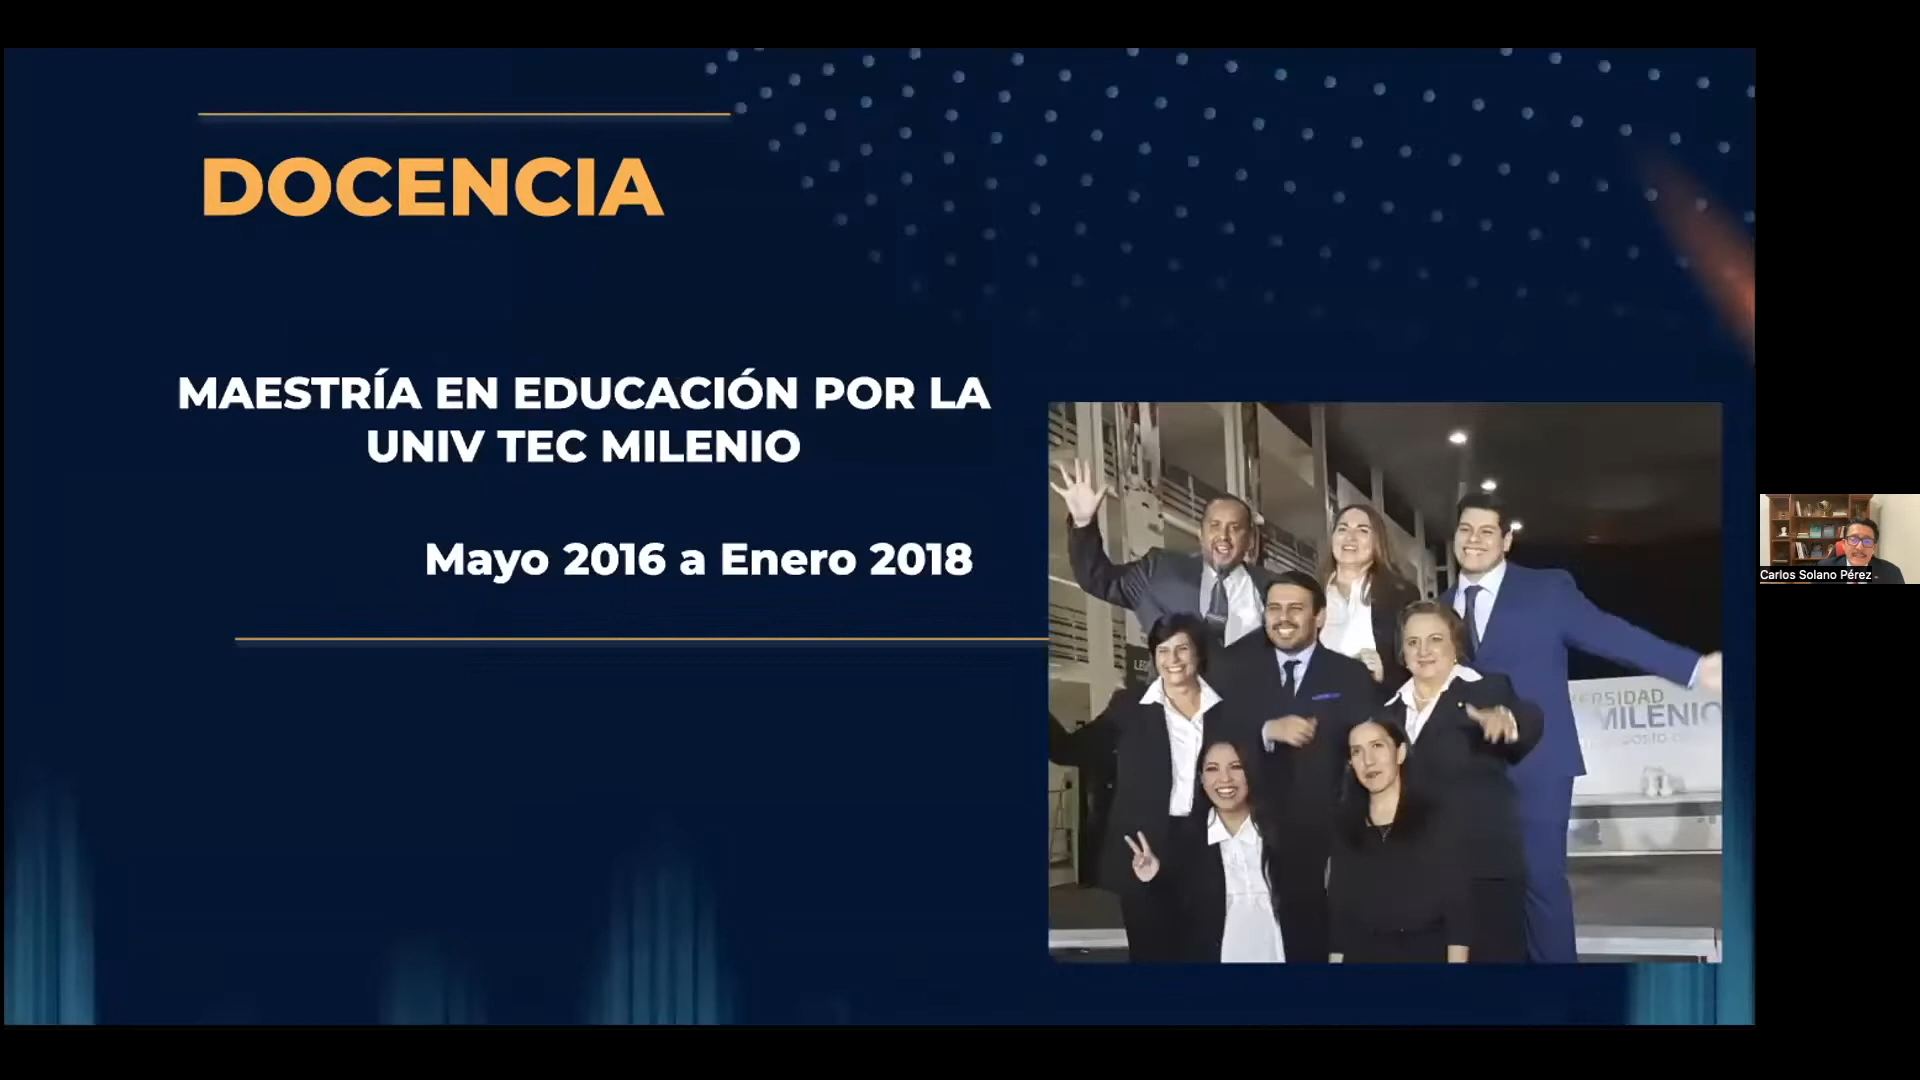 DOCENCIA
MAESTRÍA EN EDUCACIÓN POR LA
UNIV TEC MILENIO
Mayo 2016 a Enero 2018
ERSIDAD
MILENIO
Carlos Solano Pérez